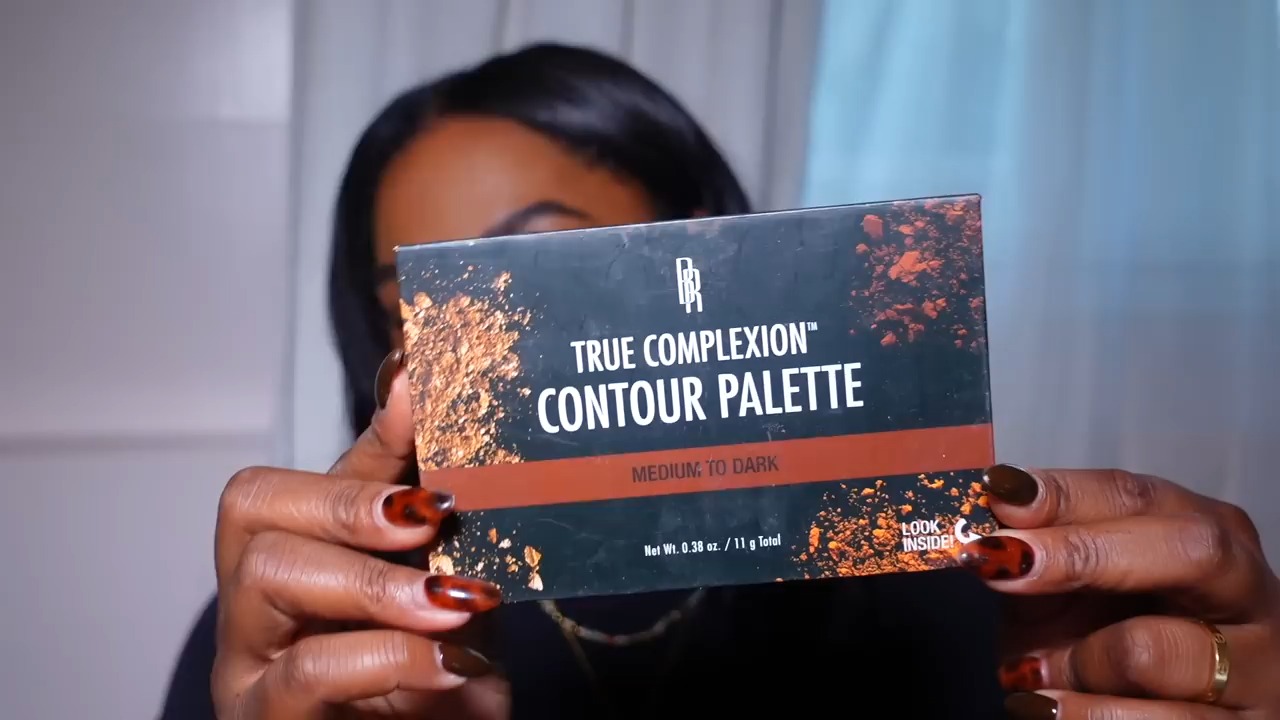 BR
TRUE COMPLEXION™
CONTOUR PALETTE
MEDIUM TO DARK
Net Wt. 0.38 oz. / 11 g Total
LOOK
INSIDE!